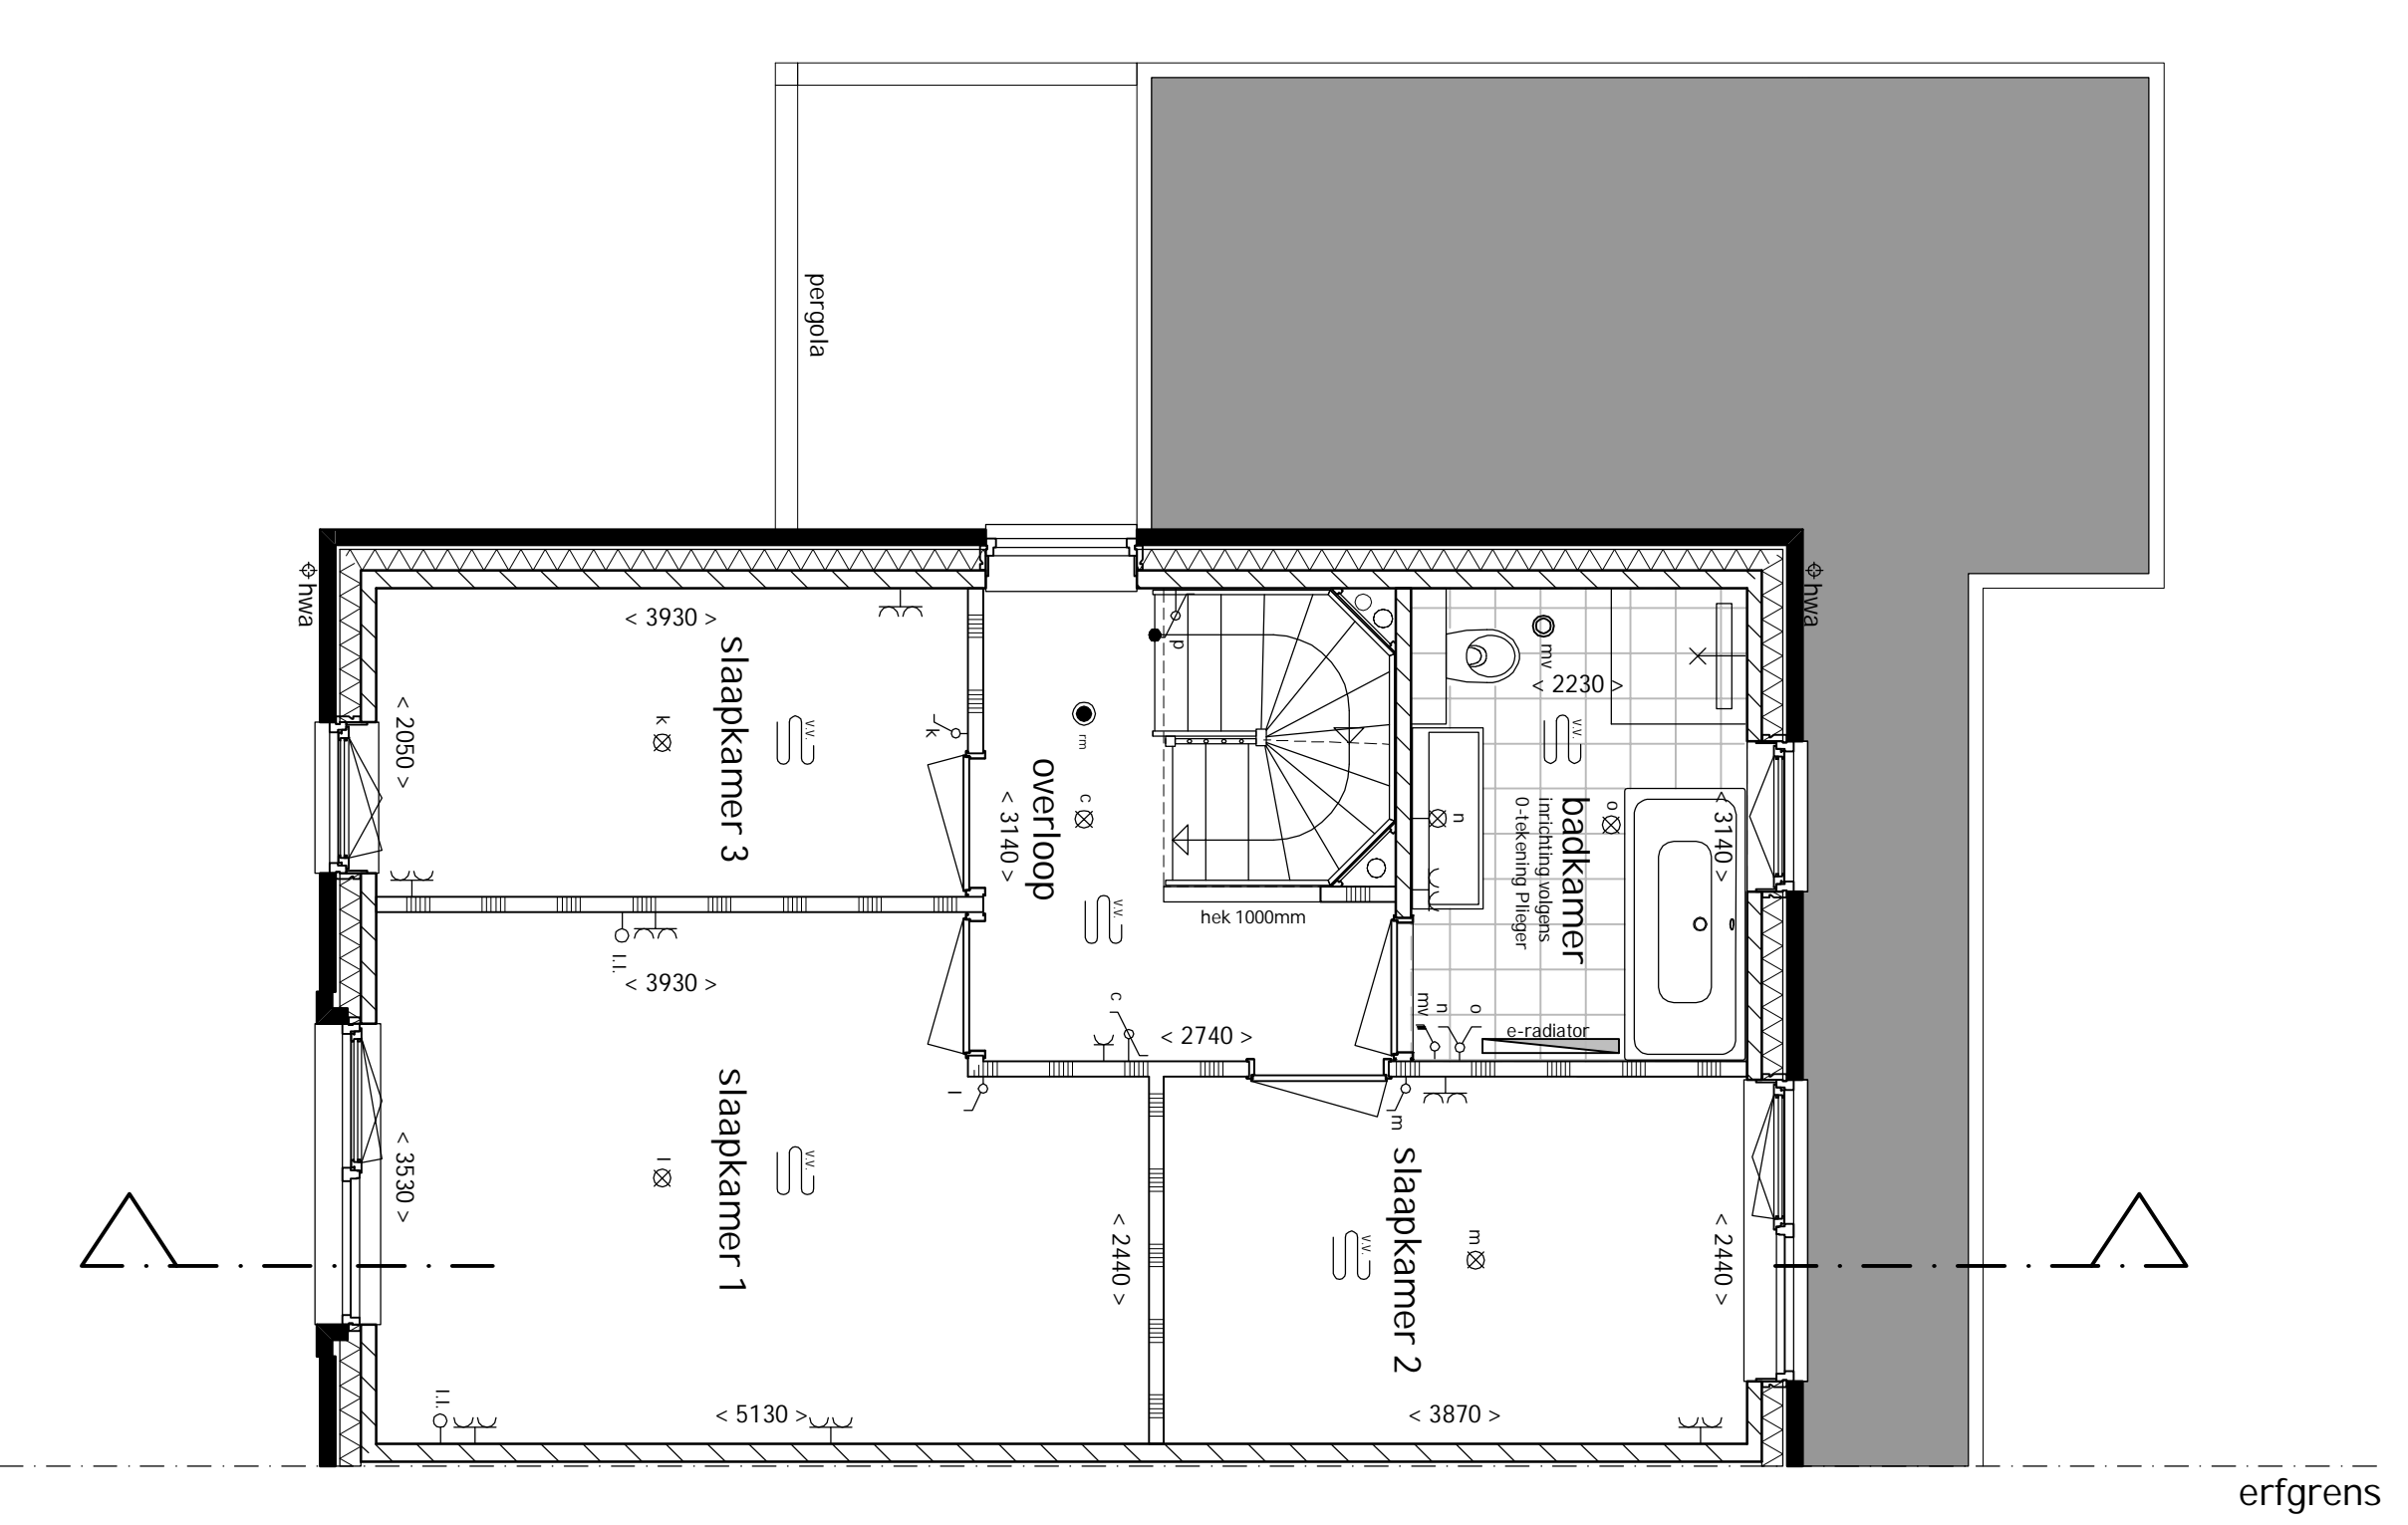 pergola
hwa
hwa
< 3930 >
slaapkamer 3
< 2050 >
k
v.v.
k
rm
overloop
c
< 3140 >
v.v.
p
hek 1000mm
c
< 2740 >
mv
< 2230 >
v.v.
n
o
badkamer
inrichting volgens
0-tekening Plieger
< 3140 >
mv
n
o
e-radiator
l.l.
< 3930 >
slaapkamer 1
l
< 3530 >
l
v.v.
< 2440 >
l.l.
< 5130 >
m
slaapkamer 2
v.v.
m
< 2440 >
< 3870 >
erfgrens